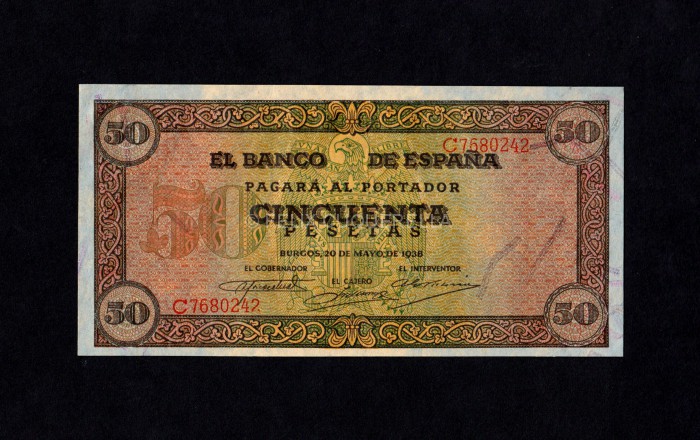 50 50
C7680242
EL BANCO DE ESPAÑA
PAGARÁ AL PORTADOR
50 CINCUENTA
PESETAS
BURGOS, 20 DE MAYO DE 1938
EL GOBERNADOR EL CAJERO EL INTERVENTOR
C7680242
50 50